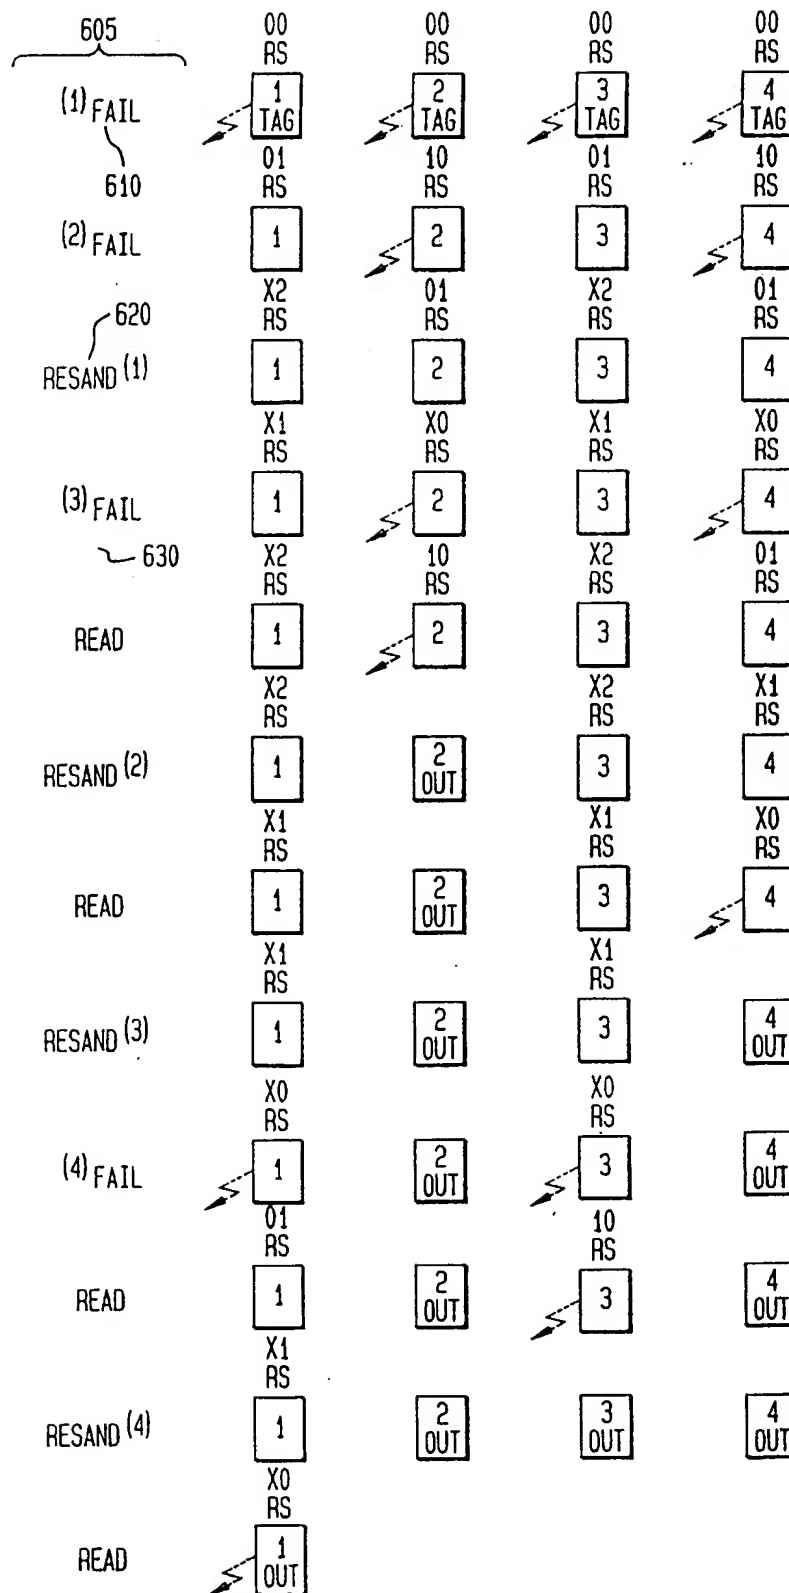 605 00 00 00 00
RS RS RS RS
(1) FAIL 1 TAG 2 TAG 3 TAG 4 TAG
610 01 10 01 10
RS RS RS RS
(2) FAIL 1 2 3 4
620 X2 01 X2 01
RS RS RS RS
RESAND (1) 1 2 3 4
X1 X0 X1 X0
RS RS RS RS
(3) FAIL 1 2 3 4
630 X2 10 X2 01
RS RS RS RS
READ 1 2 3 4
X2 X2 X1
RS RS RS
RESAND (2) 1 2 OUT 3 4
X1 X1 X0
RS RS RS
READ 1 2 OUT 3 4
X1 X1
RS RS
RESAND (3) 1 2 OUT 3 4 OUT
X0 X0
RS RS
(4) FAIL 1 2 OUT 3 4 OUT
01 10
RS RS
READ 1 2 OUT 3 4 OUT
X1
RS
RESAND (4) 1 2 OUT 3 OUT 4 OUT
X0
RS
READ 1 OUT